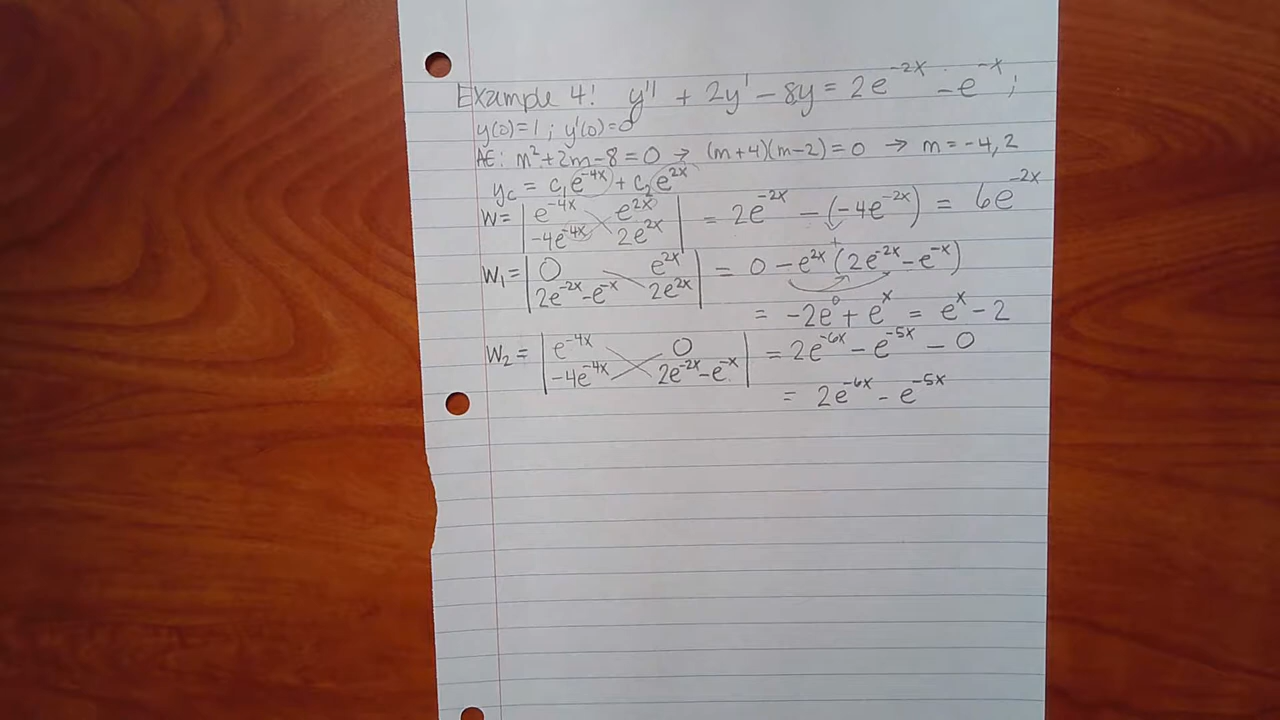 Example 4: y'' + 2y' - 8y = 2e^{-2x} - e^{-x} ;
y(0)=1 ; y'(0)=0
AE: m² + 2m - 8 = 0 → (m+4)(m-2) = 0 → m = -4, 2
y_c = c₁e^{-4x} + c₂e^{2x}
W = | e^{-4x} e^{2x} | = 2e^{-2x} - (-4e^{-2x}) = 6e^{-2x}
| -4e^{-4x} 2e^{2x} | +
W₁ = | 0 e^{2x} | = 0 - e^{2x}(2e^{-2x} - e^{-x})
| 2e^{-2x} - e^{-x} 2e^{2x} |
= -2e^{0} + e^{x} = e^{x} - 2
W₂ = | e^{-4x} 0 | = 2e^{-6x} - e^{-5x} - 0
| -4e^{-4x} 2e^{-2x} - e^{-x} |
= 2e^{-6x} - e^{-5x}